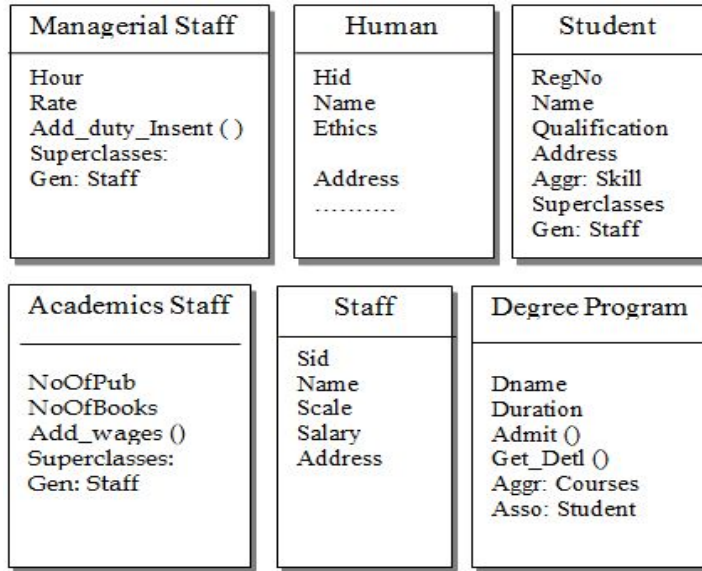 Managerial Staff
Hour
Rate
Add_duty_Insent ( )
Superclasses:
Gen: Staff
Human
Hid
Name
Ethics
Address
..........
Student
RegNo
Name
Qualification
Address
Aggr: Skill
Superclasses
Gen: Staff
Academics Staff
NoOfPub
NoOfBooks
Add_wages ()
Superclasses:
Gen: Staff
Staff
Sid
Name
Scale
Salary
Address
Degree Program
Dname
Duration
Admit ()
Get_Detl ()
Aggr: Courses
Asso: Student